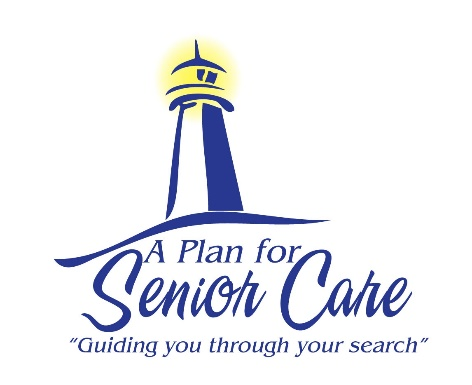 A Plan for
Senior Care
"Guiding you through your search"